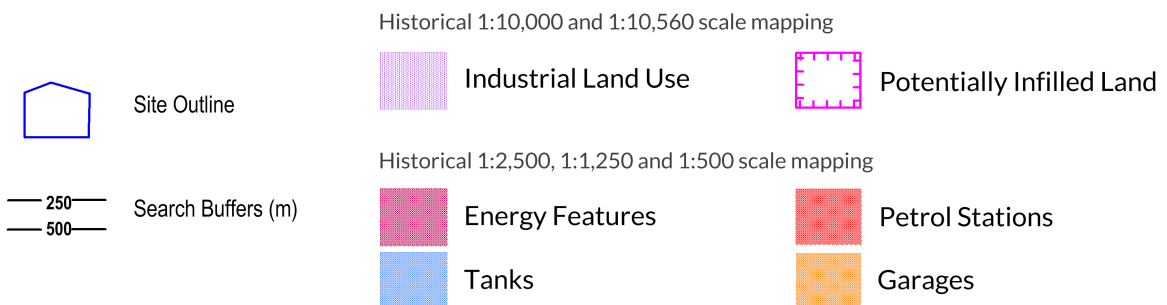 Historical 1:10,000 and 1:10,560 scale mapping
Industrial Land Use
Potentially Infilled Land
Site Outline
Historical 1:2,500, 1:1,250 and 1:500 scale mapping
250
500
Search Buffers (m)
Energy Features
Petrol Stations
Tanks
Garages